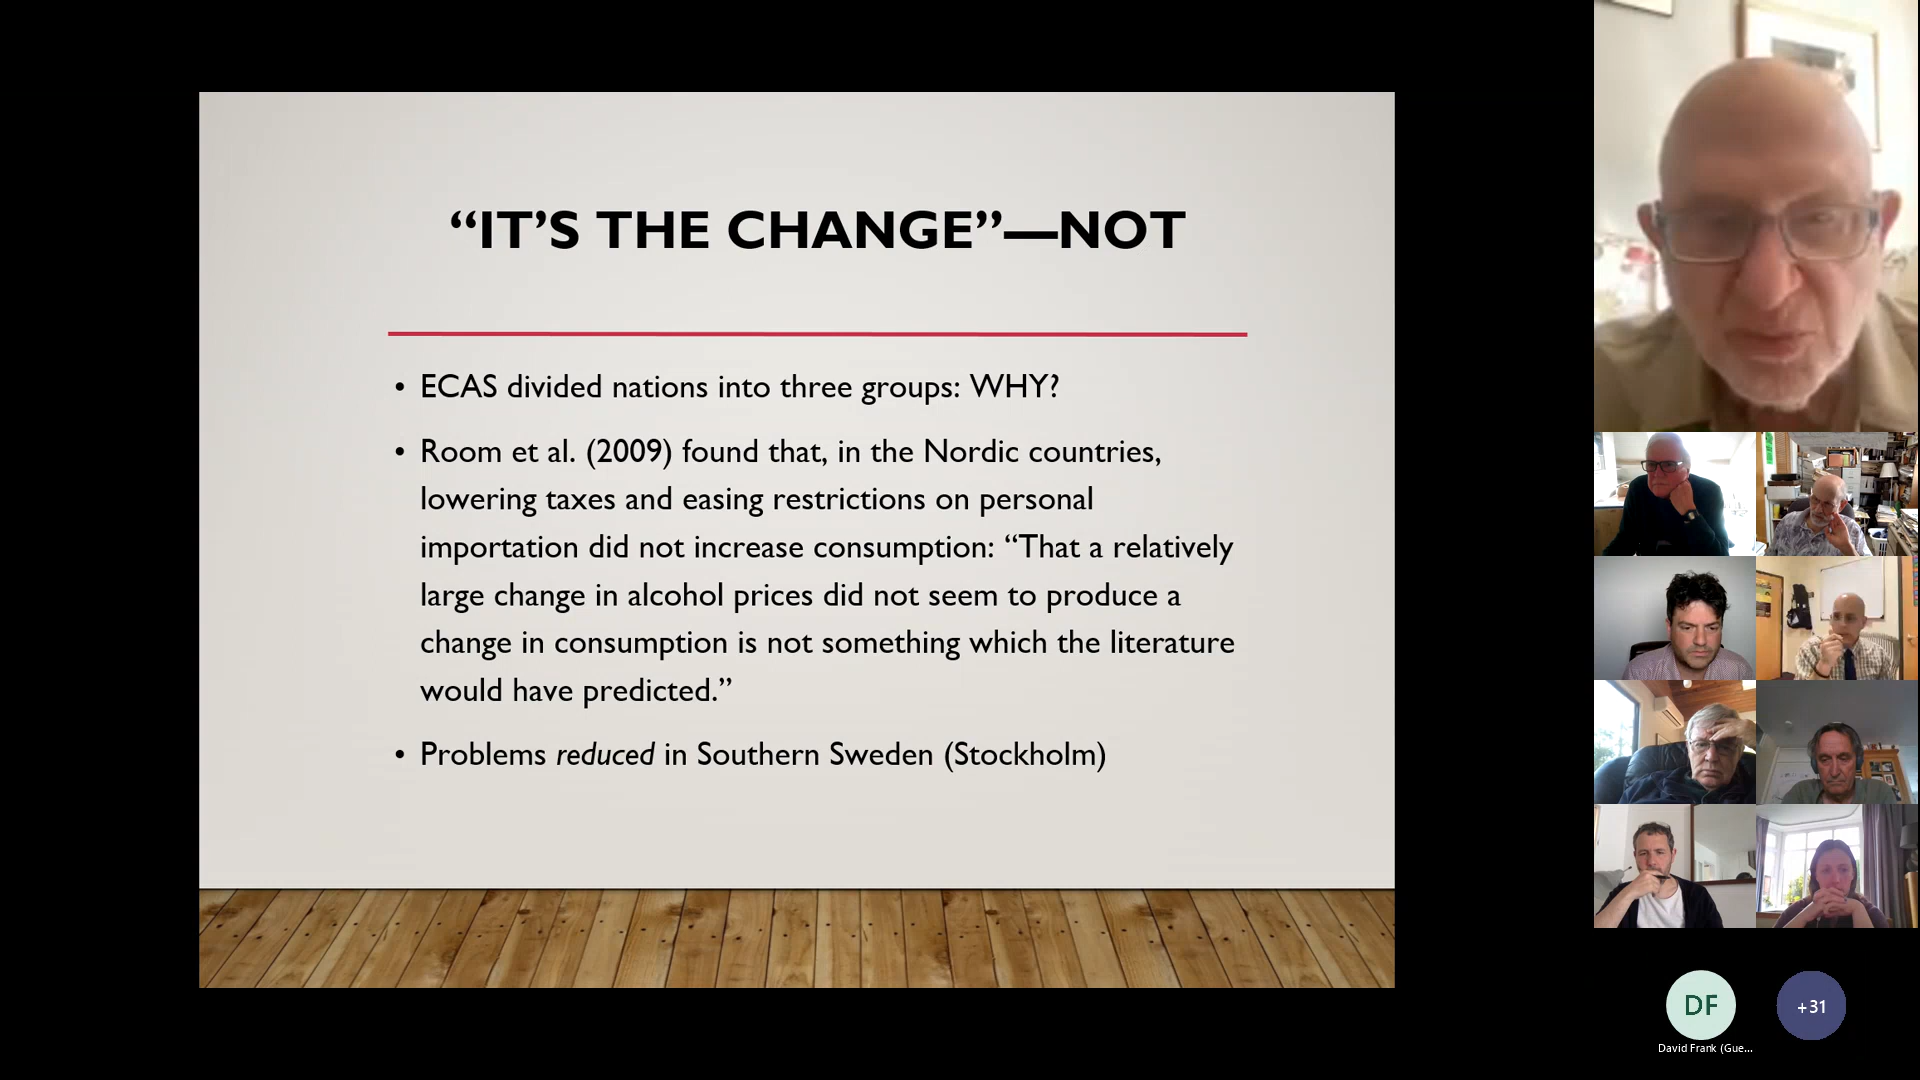 “IT’S THE CHANGE”—NOT
• ECAS divided nations into three groups: WHY?
• Room et al. (2009) found that, in the Nordic countries,
lowering taxes and easing restrictions on personal
importation did not increase consumption: “That a relatively
large change in alcohol prices did not seem to produce a
change in consumption is not something which the literature
would have predicted.”
• Problems reduced in Southern Sweden (Stockholm)
DF
+31
David Frank (Gue...